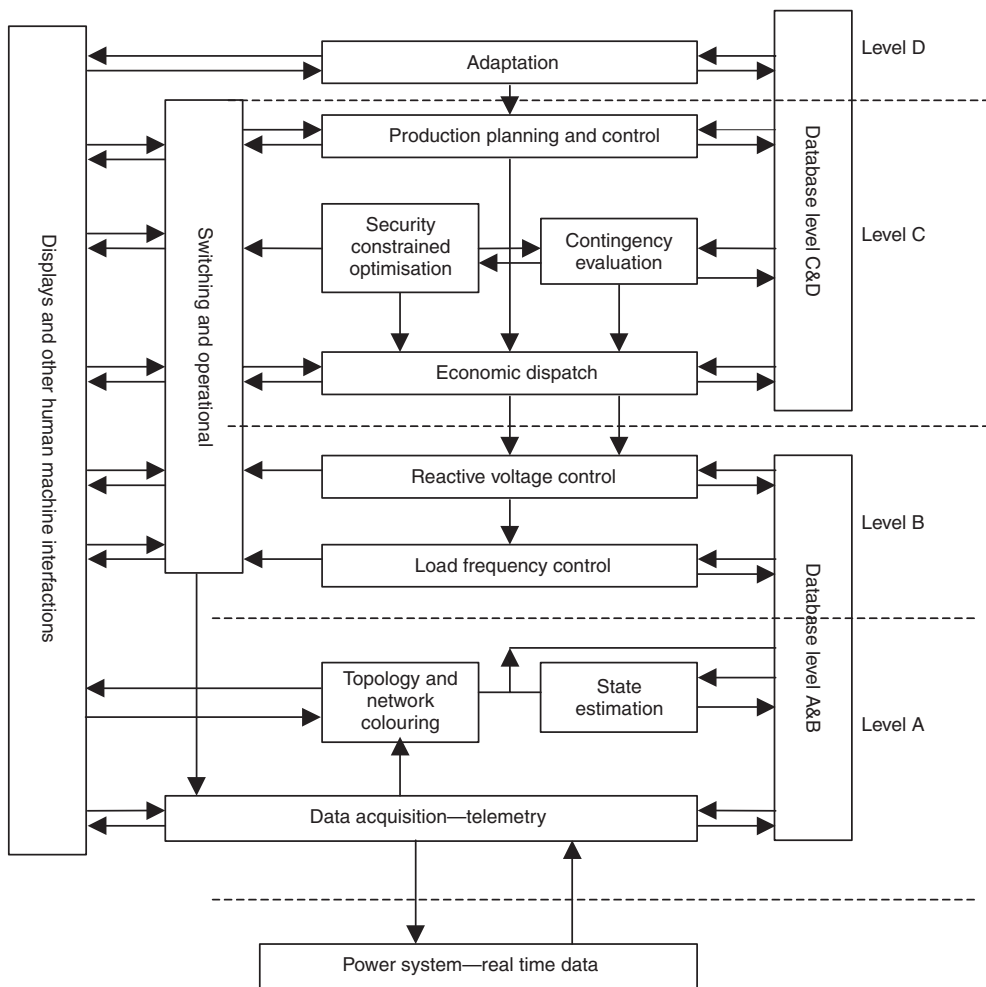 Adaptation
Level D
Production planning and control
Security
constrained
optimisation
Contingency
evaluation
Level C
Database level C&D
Displays and other human machine interfactions
Switching and operational
Economic dispatch
Reactive voltage control
Level B
Load frequency control
Database level A&B
Topology and
network
colouring
State
estimation
Level A
Data acquisition—telemetry
Power system—real time data